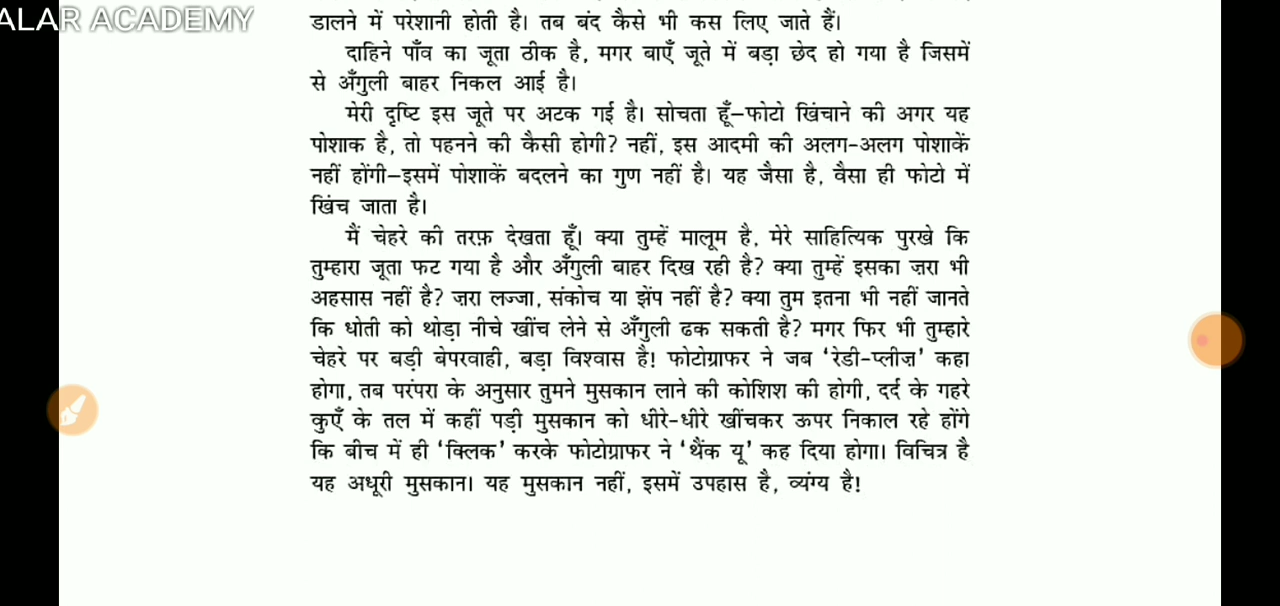 ALAR ACADEMY
डालने में परेशानी होती है। तब बंद कैसे भी कस लिए जाते हैं।
दाहिने पाँव का जूता ठीक है, मगर बाएँ जूते में बड़ा छेद हो गया है जिसमें
से अँगुली बाहर निकल आई है।
मेरी दृष्टि इस जूते पर अटक गई है। सोचता हूँ—फोटो खिंचाने की अगर यह
पोशाक है, तो पहनने की कैसी होगी? नहीं, इस आदमी की अलग-अलग पोशाकें
नहीं होंगी—इसमें पोशाकें बदलने का गुण नहीं है। यह जैसा है, वैसा ही फोटो में
खिंच जाता है।
मैं चेहरे की तरफ़ देखता हूँ। क्या तुम्हें मालूम है, मेरे साहित्यिक पुरखे कि
तुम्हारा जूता फट गया है और अँगुली बाहर दिख रही है? क्या तुम्हें इसका ज़रा भी
अहसास नहीं है? ज़रा लज्जा, संकोच या झेंप नहीं है? क्या तुम इतना भी नहीं जानते
कि धोती को थोड़ा नीचे खींच लेने से अँगुली ढक सकती है? मगर फिर भी तुम्हारे
चेहरे पर बड़ी बेपरवाही, बड़ा विश्वास है! फोटोग्राफर ने जब 'रेडी-प्लीज़' कहा
होगा, तब परंपरा के अनुसार तुमने मुसकान लाने की कोशिश की होगी, दर्द के गहरे
कुएँ के तल में कहीं पड़ी मुसकान को धीरे-धीरे खींचकर ऊपर निकाल रहे होंगे
कि बीच में ही 'क्लिक' करके फोटोग्राफर ने 'थैंक यू' कह दिया होगा। विचित्र है
यह अधूरी मुसकान। यह मुसकान नहीं, इसमें उपहास है, व्यंग्य है!